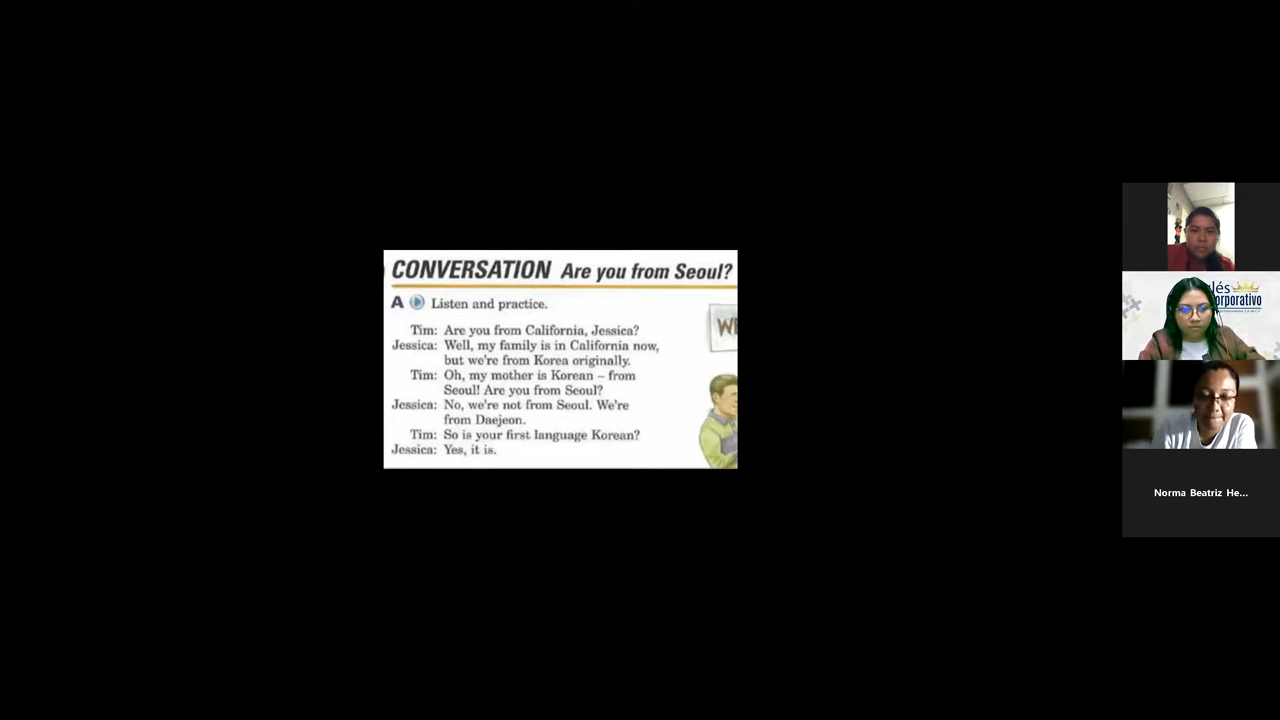 CONVERSATION Are you from Seoul?
A Listen and practice.
Tim: Are you from California, Jessica?
Jessica: Well, my family is in California now,
but we're from Korea originally.
Tim: Oh, my mother is Korean – from
Seoul! Are you from Seoul?
Jessica: No, we're not from Seoul. We're
from Daejeon.
Tim: So is your first language Korean?
Jessica: Yes, it is.
Norma Beatriz He...